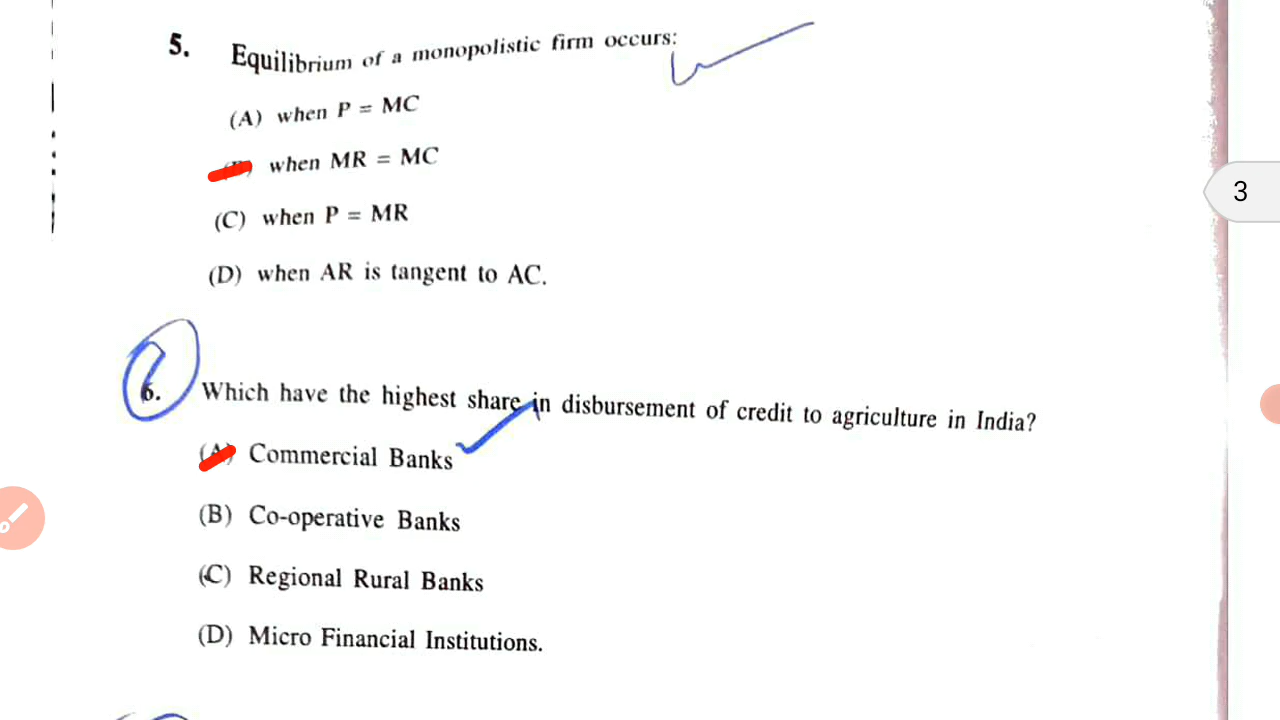 5. Equilibrium of a monopolistic firm occurs:
(A) when P = MC
when MR = MC
(C) when P = MR
(D) when AR is tangent to AC.
6. Which have the highest share in disbursement of credit to agriculture in India?
(A) Commercial Banks
(B) Co-operative Banks
(C) Regional Rural Banks
(D) Micro Financial Institutions.
3